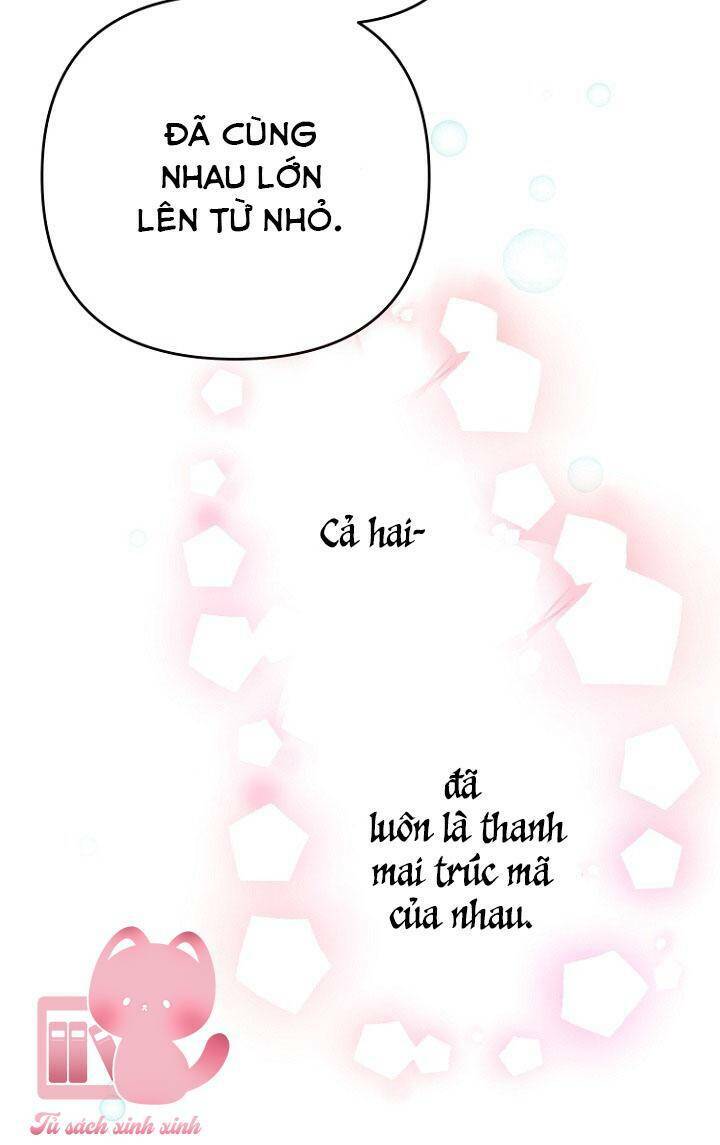 ĐÃ CÙNG
NHAU LỚN
LÊN TỪ NHỎ.
Cả hai-
đã
luôn là thanh
mai trúc mã
của nhau.
Tủ sách xinh xinh